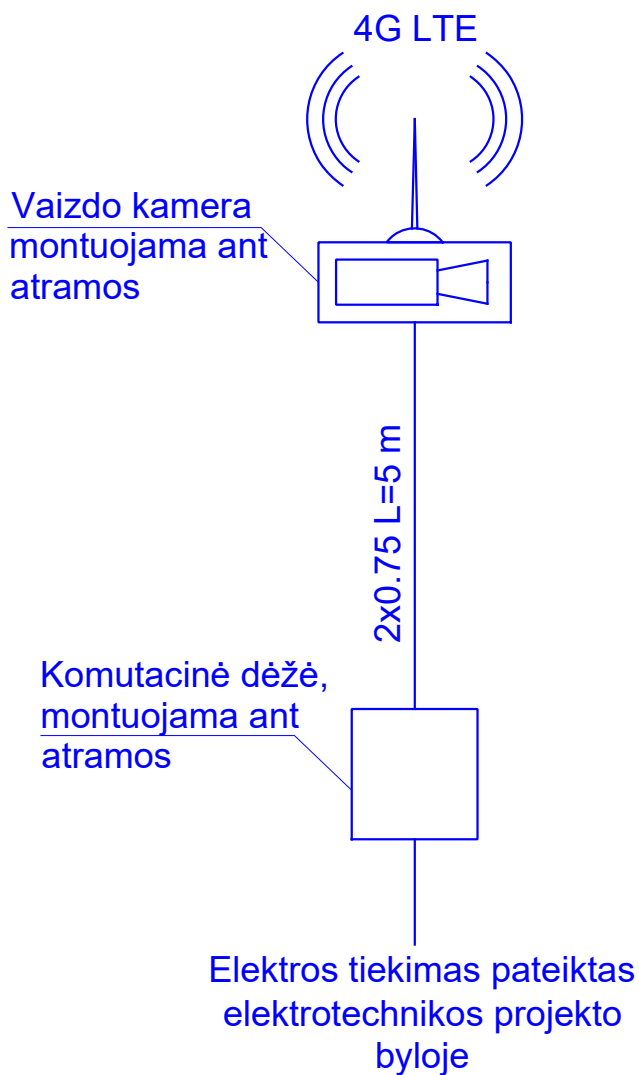 4G LTE
Vaizdo kamera
montuojama ant
atramos
2x0.75 L=5 m
Komutacinė dėžė,
montuojama ant
atramos
Elektros tiekimas pateiktas
elektrotechnikos projekto
byloje